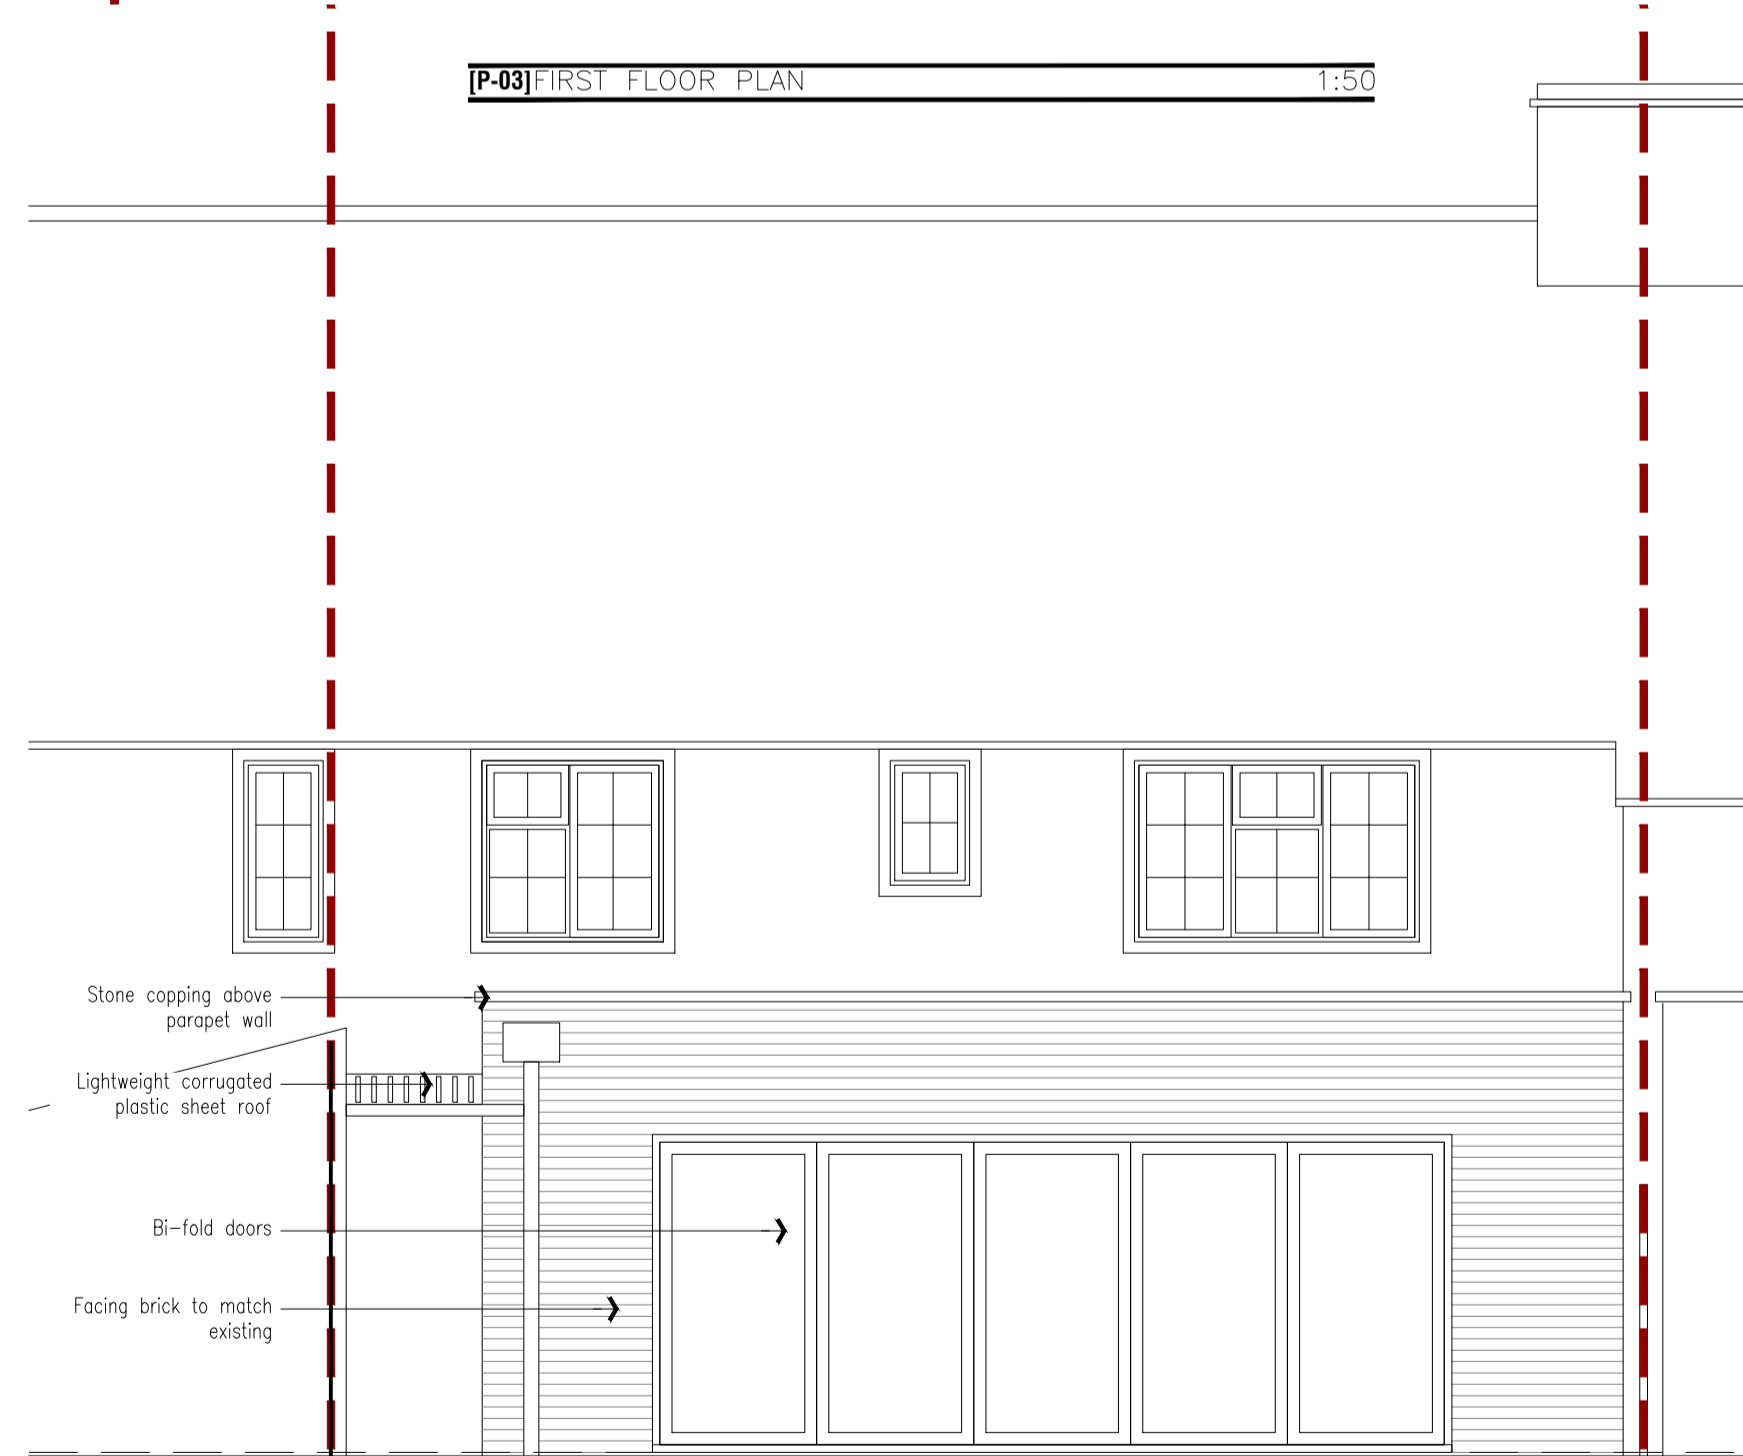 [P-03] FIRST FLOOR PLAN 1:50
Stone copping above
parapet wall
Lightweight corrugated
plastic sheet roof
Bi-fold doors
Facing brick to match
existing